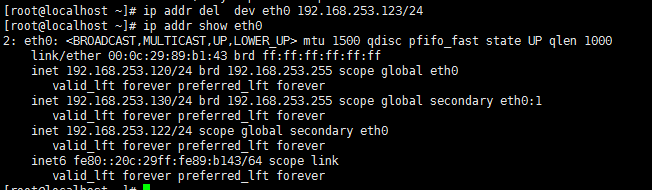 [root@localhost ~]# ip addr del  dev eth0 192.168.253.123/24
[root@localhost ~]# ip addr show eth0
2: eth0: <BROADCAST,MULTICAST,UP,LOWER_UP> mtu 1500 qdisc pfifo_fast state UP qlen 1000
    link/ether 00:0c:29:89:b1:43 brd ff:ff:ff:ff:ff:ff
    inet 192.168.253.120/24 brd 192.168.253.255 scope global eth0
       valid_lft forever preferred_lft forever
    inet 192.168.253.130/24 brd 192.168.253.255 scope global secondary eth0:1
       valid_lft forever preferred_lft forever
    inet 192.168.253.122/24 scope global secondary eth0
       valid_lft forever preferred_lft forever
    inet6 fe80::20c:29ff:fe89:b143/64 scope link
       valid_lft forever preferred_lft forever
[root@localhost ~]#